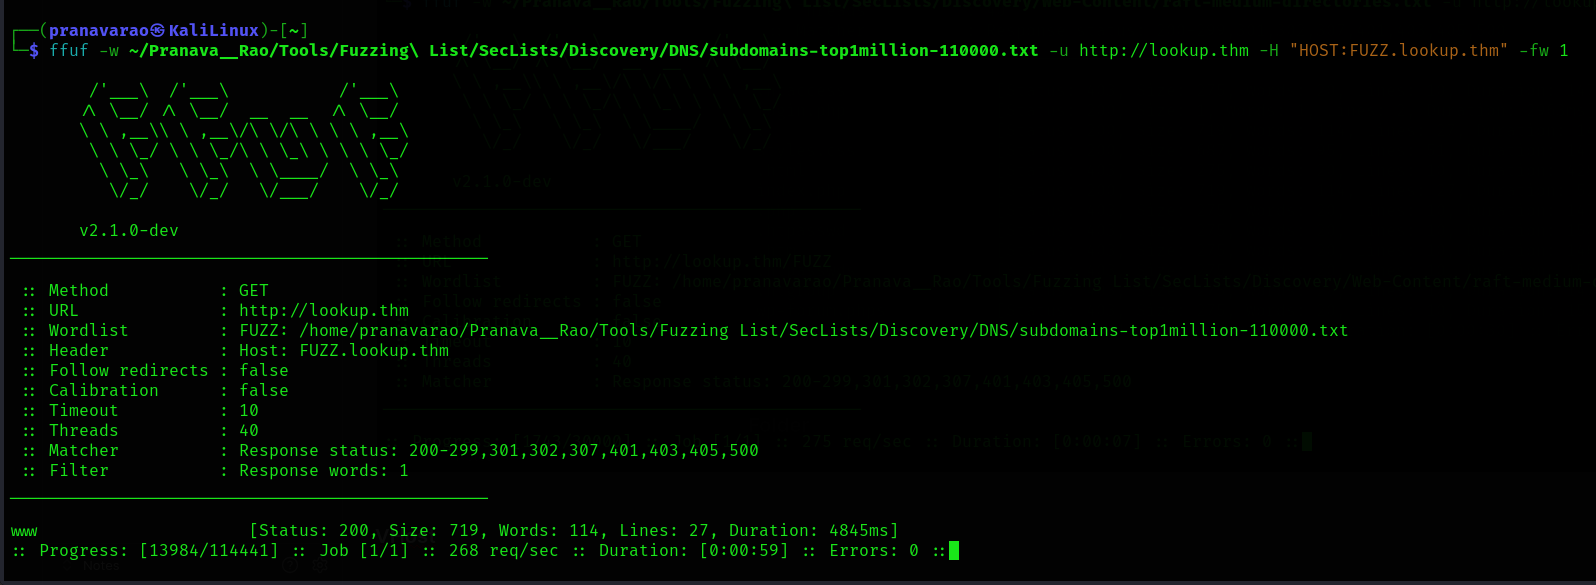 ┌──(pranavarao㉿KaliLinux)-[~]
└─$ ffuf -w ~/Pranava__Rao/Tools/Fuzzing\ List/SecLists/Discovery/DNS/subdomains-top1million-110000.txt -u http://lookup.thm -H "HOST:FUZZ.lookup.thm" -fw 1
v2.1.0-dev
:: Method : GET
:: URL : http://lookup.thm
:: Wordlist : FUZZ: /home/pranavarao/Pranava__Rao/Tools/Fuzzing List/SecLists/Discovery/DNS/subdomains-top1million-110000.txt
:: Header : Host: FUZZ.lookup.thm
:: Follow redirects : false
:: Calibration : false
:: Timeout : 10
:: Threads : 40
:: Matcher : Response status: 200-299,301,302,307,401,403,405,500
:: Filter : Response words: 1
www [Status: 200, Size: 719, Words: 114, Lines: 27, Duration: 4845ms]
:: Progress: [13984/114441] :: Job [1/1] :: 268 req/sec :: Duration: [0:00:59] :: Errors: 0 ::